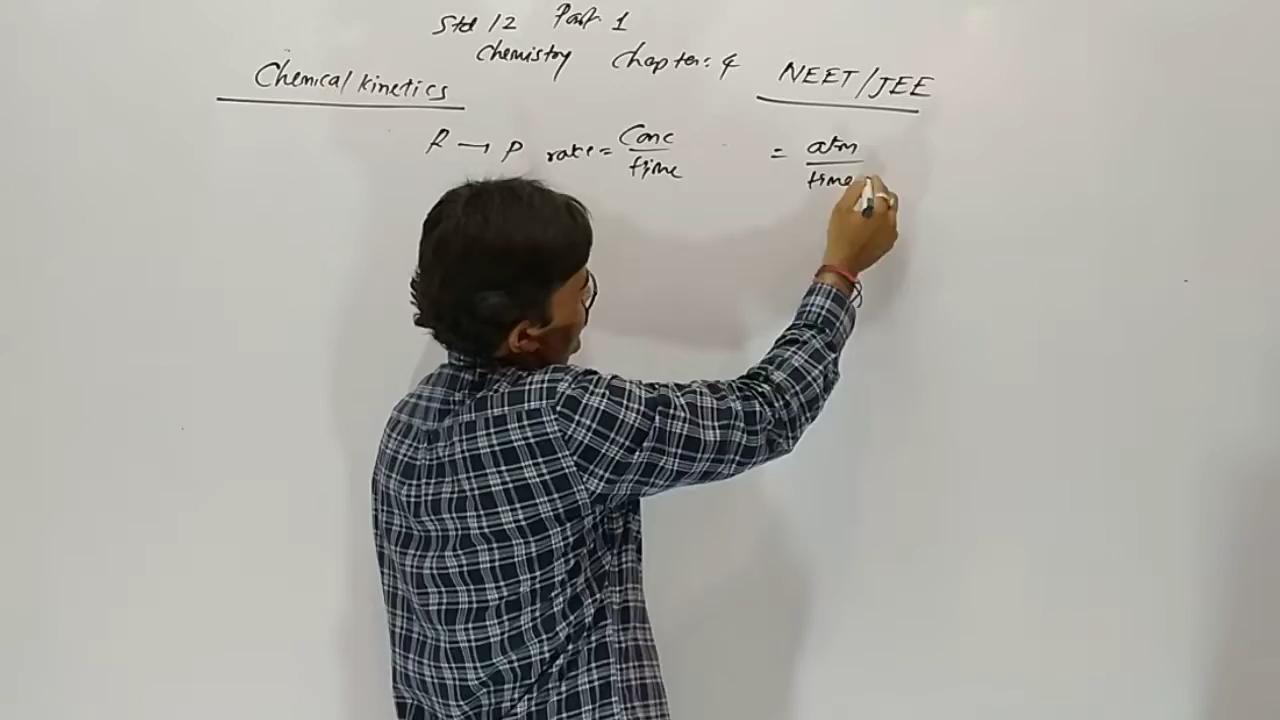 Std 12 Part 1
Chemistry Chapter: 4
Chemical kinetics
NEET/JEE
R → P rate = Conc/time = atm/time